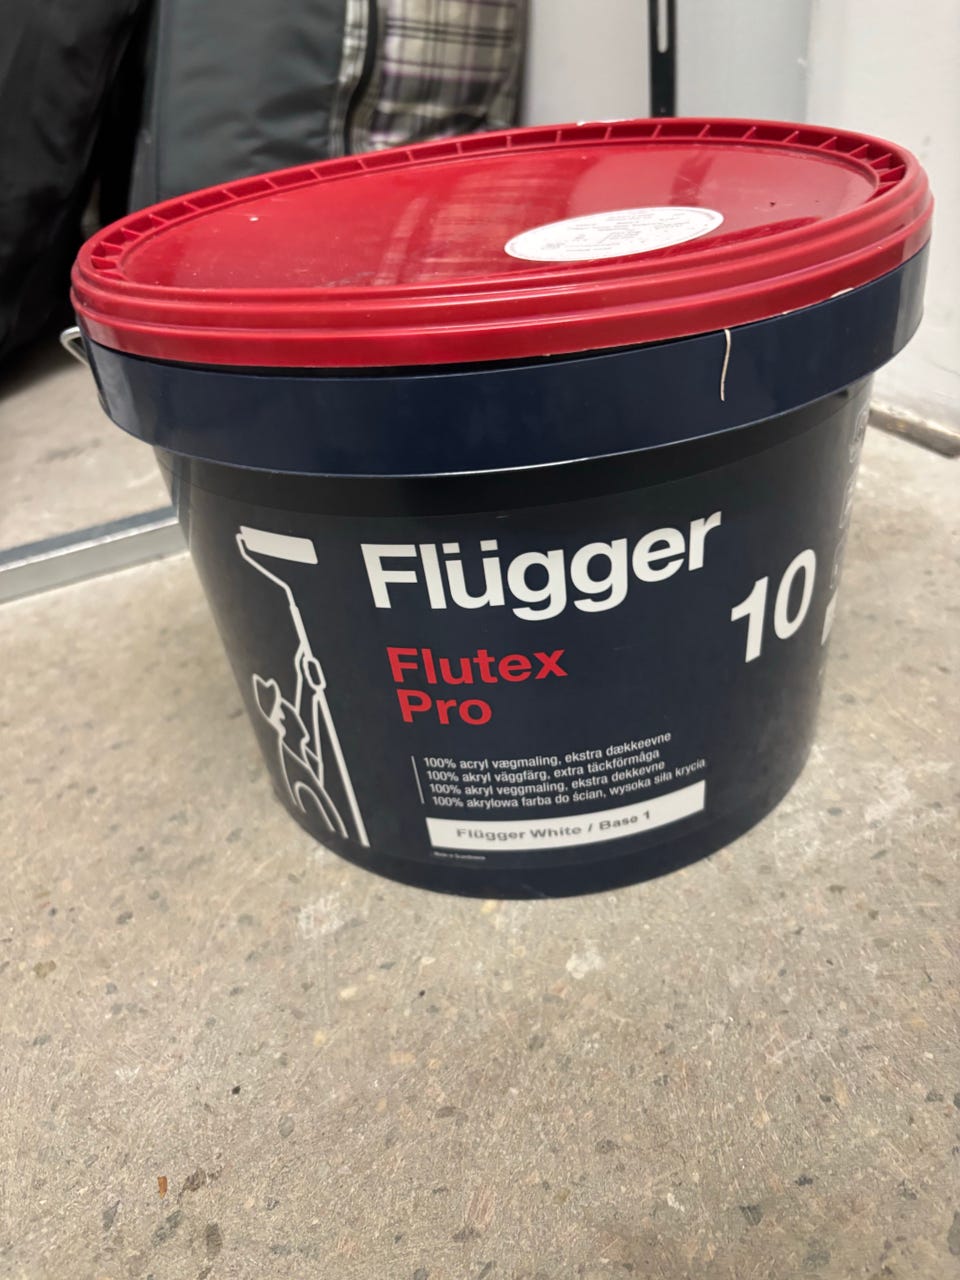 Flügger
10
Flutex
Pro
100% acryl vægmaling, ekstra dækkeevne
100% akryl väggfärg, extra täckförmåga
100% akryl veggmaling, ekstra dekkevne
100% akrylowa farba do ścian, wysoka siła krycia
Flügger White / Base 1